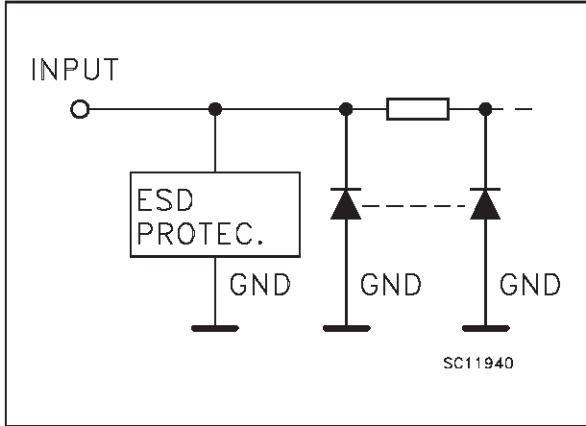 INPUT
ESD
PROTEC.
GND
GND
GND
SC11940